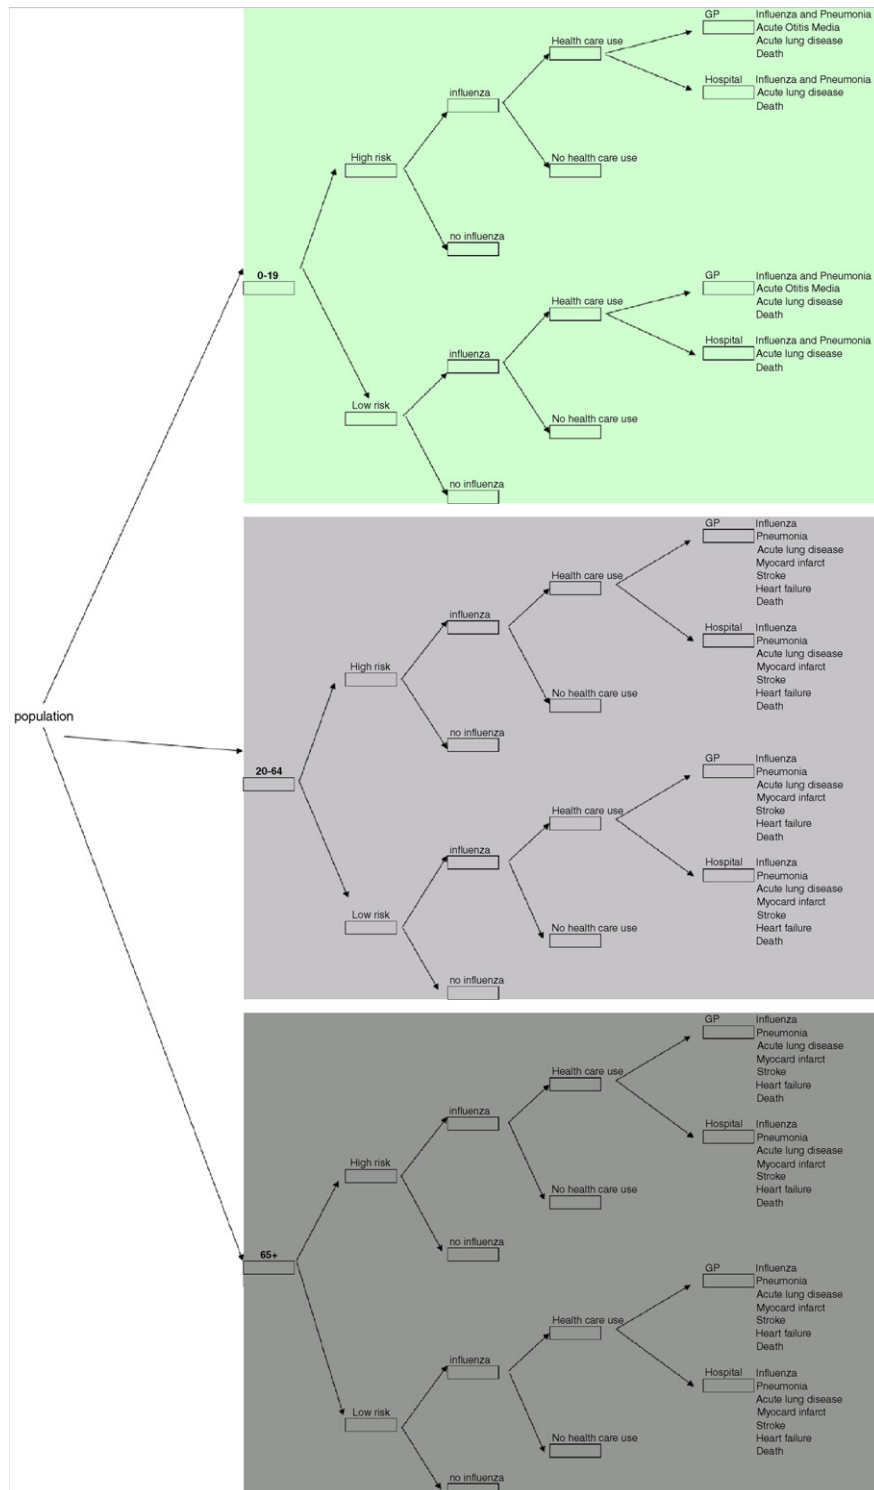 GP Influenza and Pneumonia
Acute Otitis Media
Health care use
Acute lung disease
Death
Hospital Influenza and Pneumonia
influenza
Acute lung disease
Death
High risk
No health care use
no influenza
0-19
GP Influenza and Pneumonia
Acute Otitis Media
Health care use
Acute lung disease
Death
Hospital Influenza and Pneumonia
influenza
Acute lung disease
Death
Low risk
No health care use
no influenza
GP Influenza
Pneumonia
Acute lung disease
Myocard infarct
Health care use
Stroke
Heart failure
Death
influenza
Hospital Influenza
Pneumonia
Acute lung disease
Myocard infarct
High risk
Stroke
Heart failure
No health care use
Death
population
no influenza
GP Influenza
20-64
Pneumonia
Acute lung disease
Myocard infarct
Health care use
Stroke
Heart failure
Death
influenza
Hospital Influenza
Pneumonia
Acute lung disease
Myocard infarct
Low risk
Stroke
Heart failure
No health care use
Death
no influenza
GP Influenza
Pneumonia
Acute lung disease
Myocard infarct
Health care use
Stroke
Heart failure
Death
influenza
Hospital Influenza
Pneumonia
Acute lung disease
High risk
Myocard infarct
Stroke
Heart failure
No health care use
Death
no influenza
65+
GP Influenza
Pneumonia
Acute lung disease
Myocard infarct
Health care use
Stroke
Heart failure
Death
influenza
Hospital Influenza
Pneumonia
Acute lung disease
Low risk
Myocard infarct
Stroke
No health care use
Heart failure
Death
no influenza